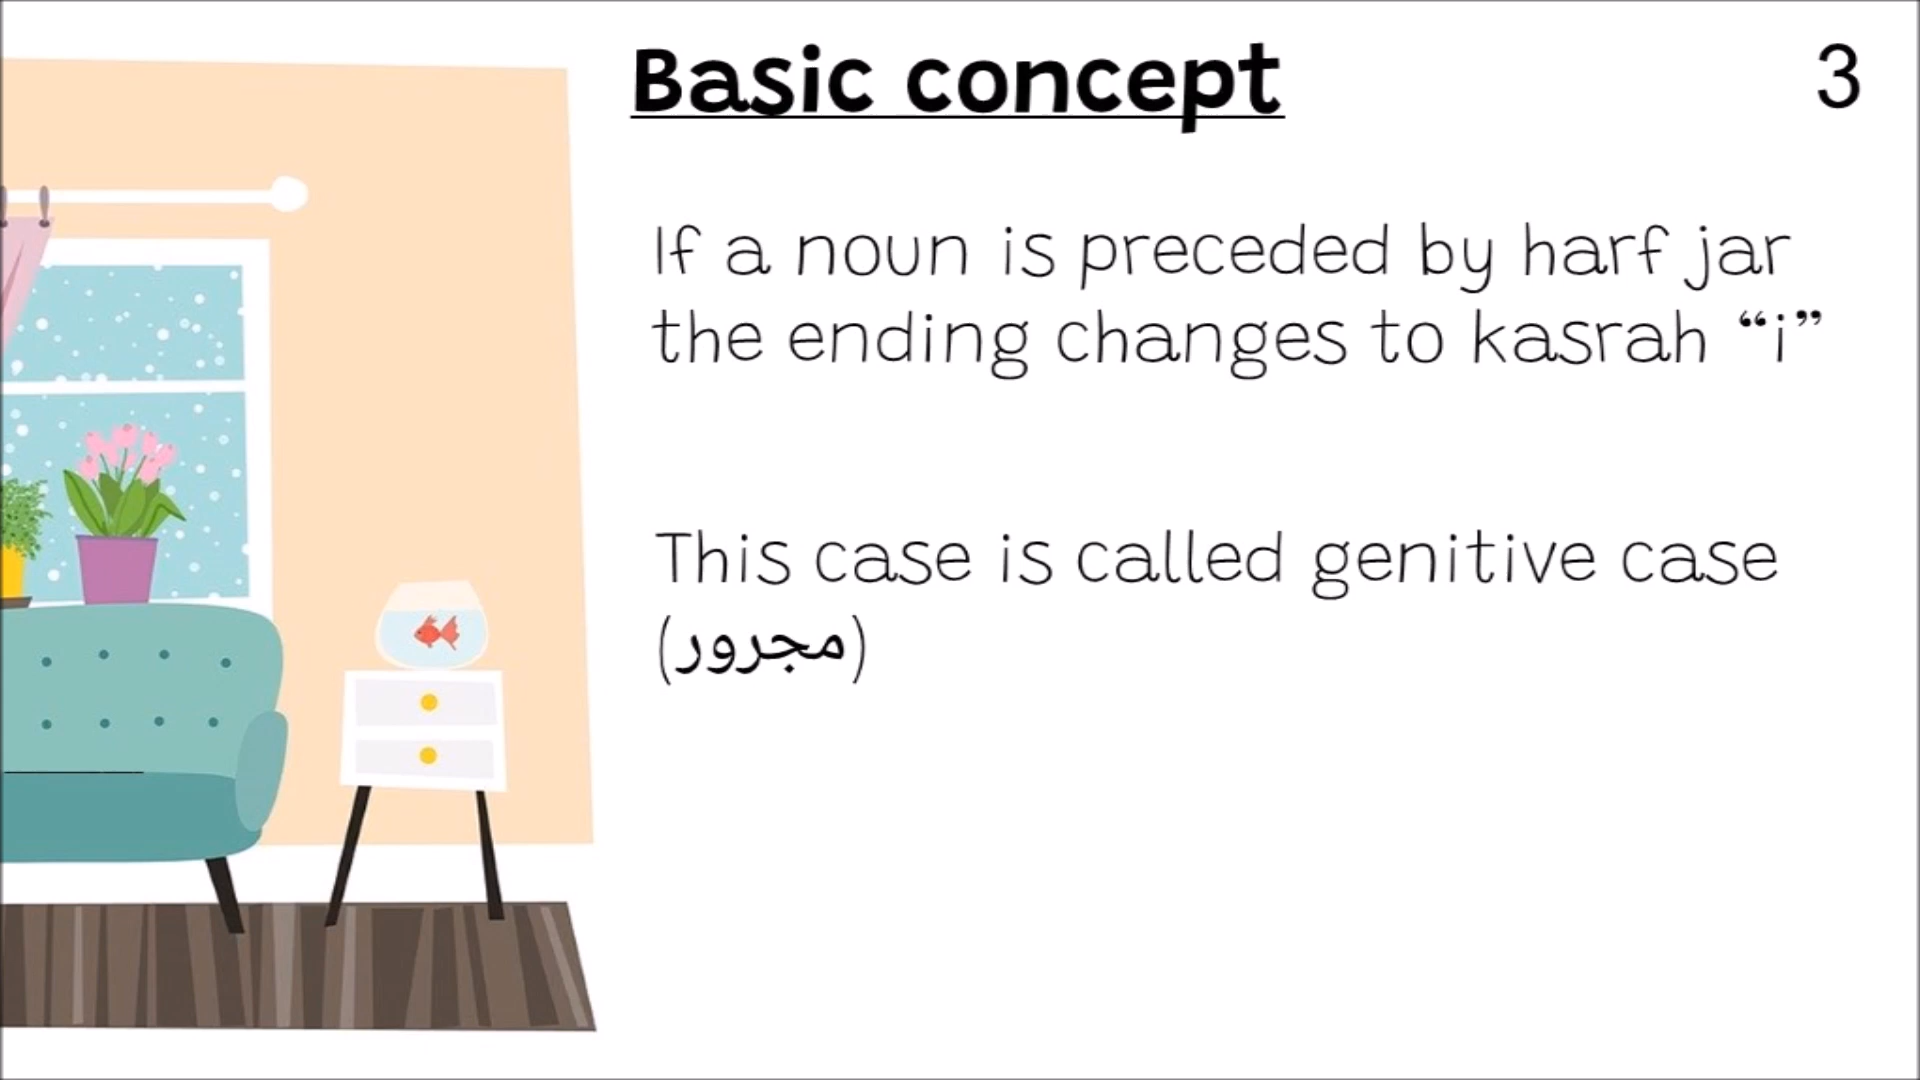 Basic concept
3
If a noun is preceded by harf jar
the ending changes to kasrah “i”
This case is called genitive case
(مجرور)